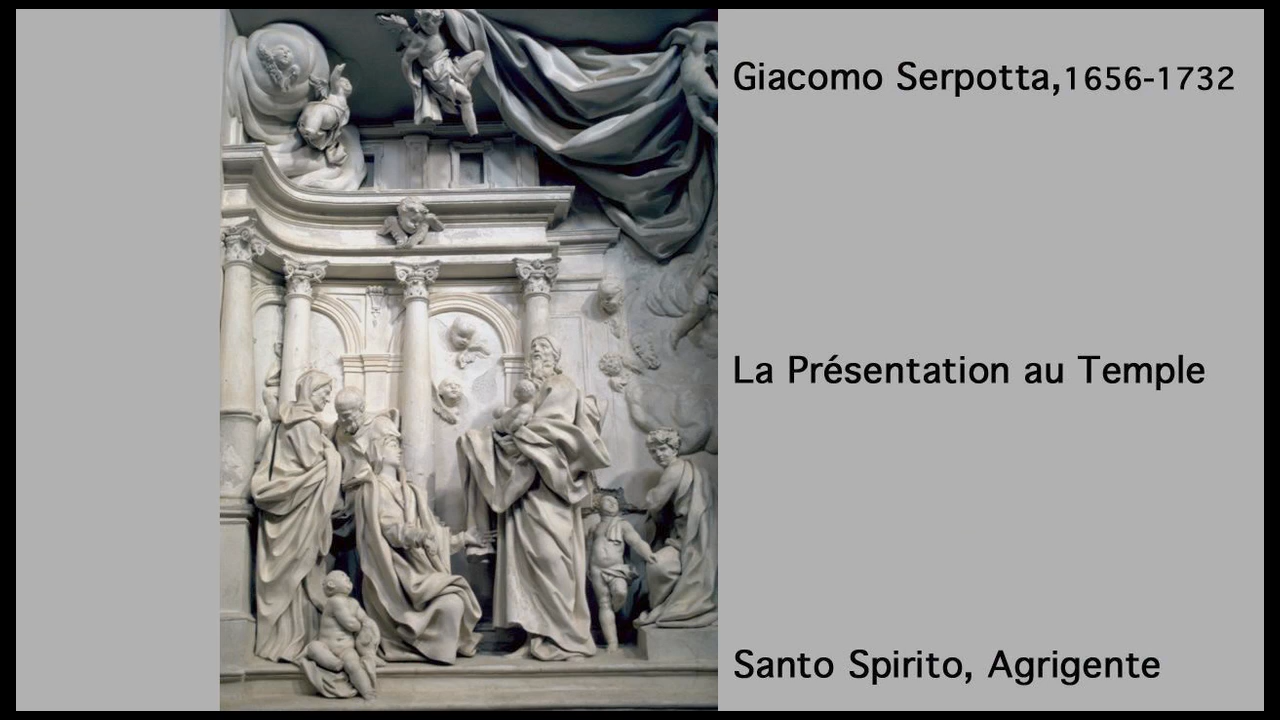 Giacomo Serpotta,1656-1732
La Présentation au Temple
Santo Spirito, Agrigente